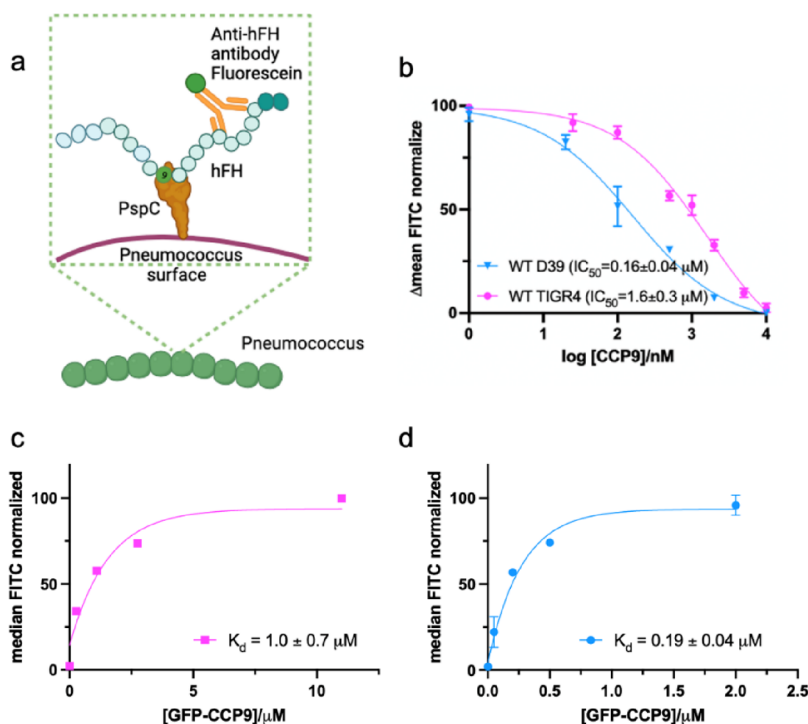 a
Anti-hFH
antibody
Fluorescein
9
hFH
PspC
Pneumococcus
surface
Pneumococcus
b
Δmean FITC normalize
100
50
0
WT D39 (IC50=0.16±0.04 μM)
WT TIGR4 (IC50=1.6±0.3 μM)
0 1 2 3 4
log [CCP9]/nM
c
median FITC normalized
100
50
0
Kd = 1.0 ± 0.7 μM
0 5 10
[GFP-CCP9]/μM
d
median FITC normalized
100
50
0
Kd = 0.19 ± 0.04 μM
0.0 0.5 1.0 1.5 2.0 2.5
[GFP-CCP9]/μM